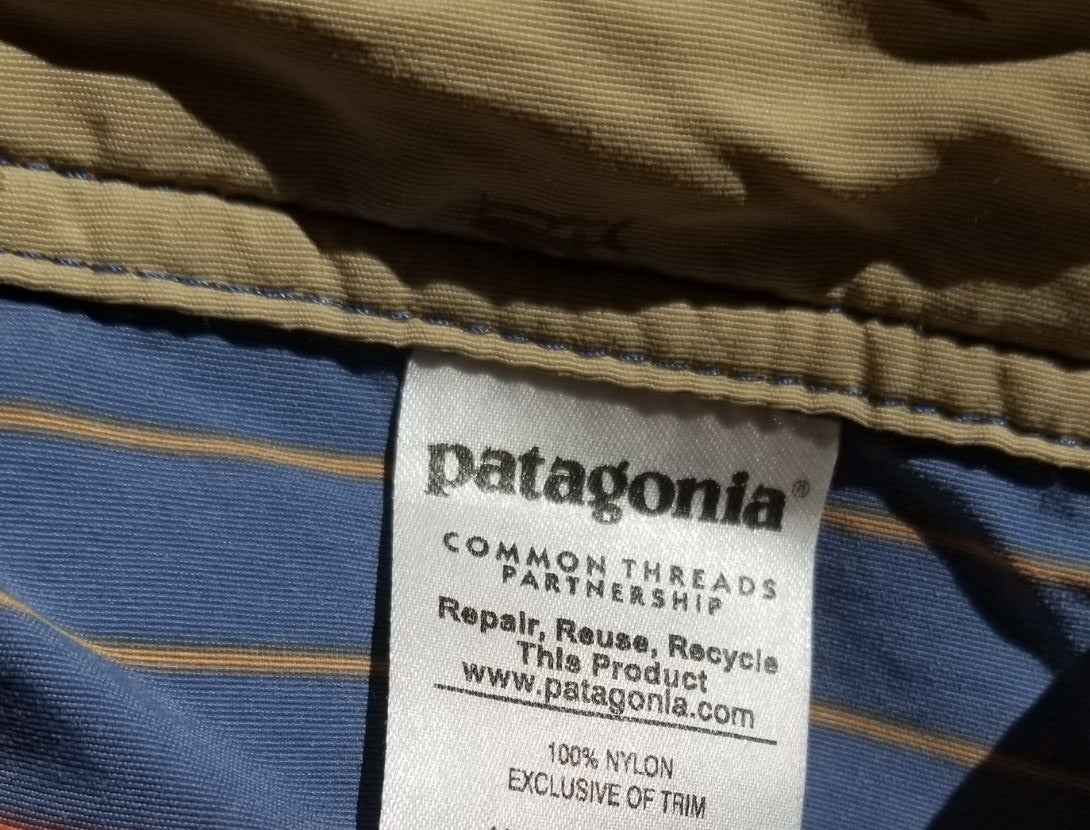 patagonia®
COMMON THREADS
PARTNERSHIP
Repair, Reuse, Recycle
This Product
www.patagonia.com
100% NYLON
EXCLUSIVE OF TRIM